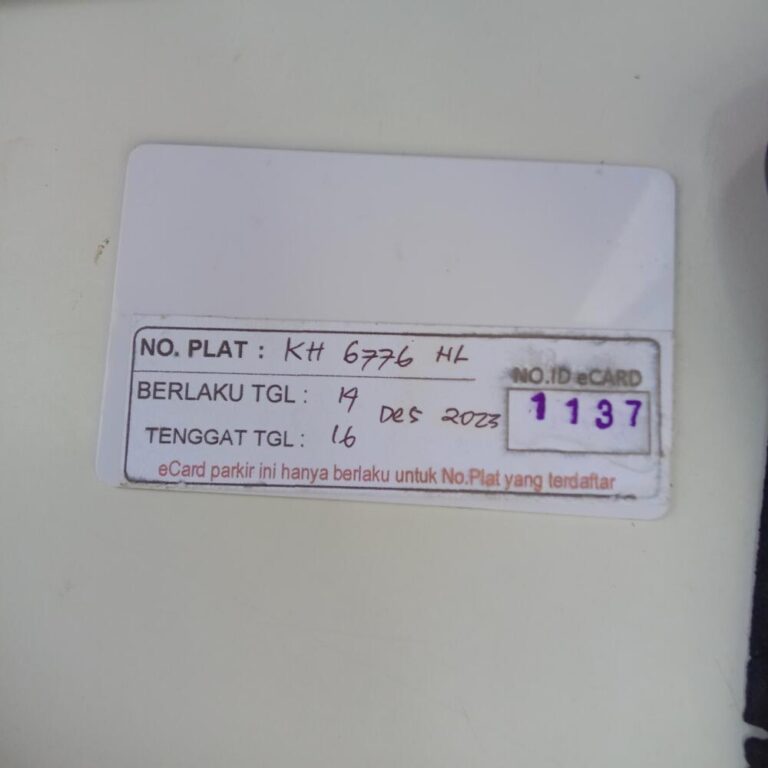 NO. PLAT : KH 6776 HL
NO.ID eCARD
BERLAKU TGL : 14
1137
DES 2023
TENGGAT TGL : 16
eCard parkir ini hanya berlaku untuk No.Plat yang terdaftar